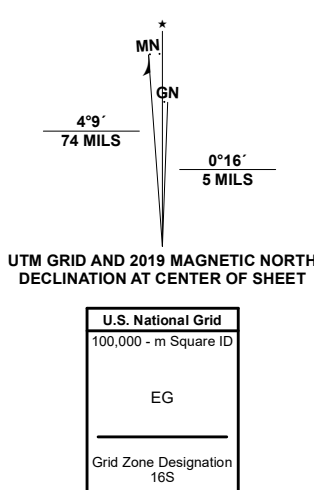 ★
MN
GN
4°9´
74 MILS
0°16´
5 MILS
UTM GRID AND 2019 MAGNETIC NORTH
DECLINATION AT CENTER OF SHEET
U.S. National Grid
100,000 - m Square ID
EG
Grid Zone Designation
16S